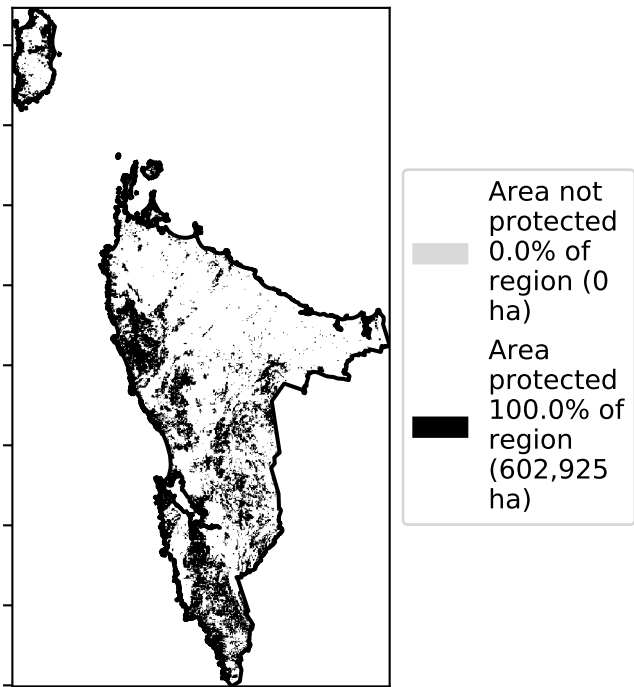 Area not
protected
0.0% of
region (0
ha)
Area
protected
100.0% of
region
(602,925
ha)